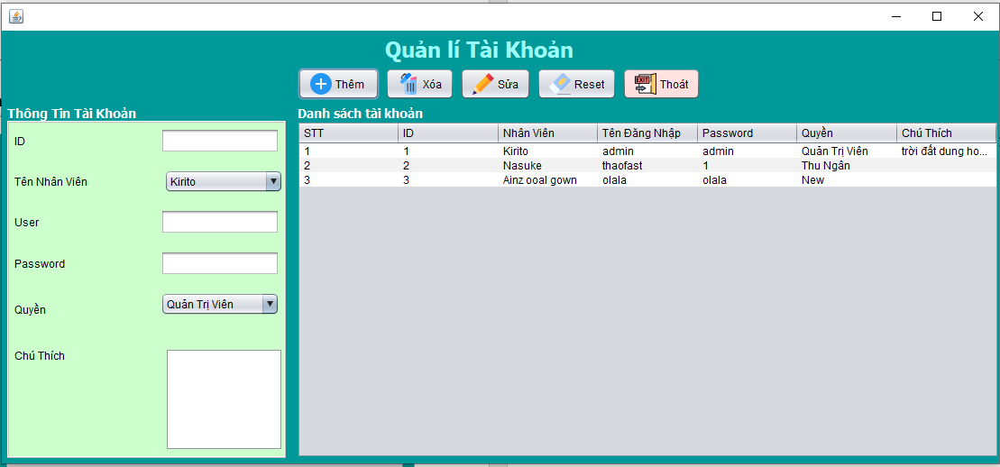 Quản lí Tài Khoản
Thêm Xóa Sửa Reset EXIT Thoát
Thông Tin Tài Khoản
ID
Tên Nhân Viên Kirito
User
Password
Quyền Quản Trị Viên
Chú Thích
Danh sách tài khoản
STT ID Nhân Viên Tên Đăng Nhập Password Quyền Chú Thích
1 1 Kirito admin admin Quản Trị Viên trời đất dung ho...
2 2 Nasuke thaofast 1 Thu Ngân
3 3 Ainz ooal gown olala olala New